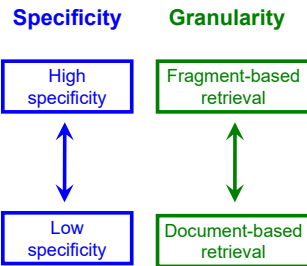 Specificity
Granularity
High
specificity
Fragment-based
retrieval
Low
specificity
Document-based
retrieval